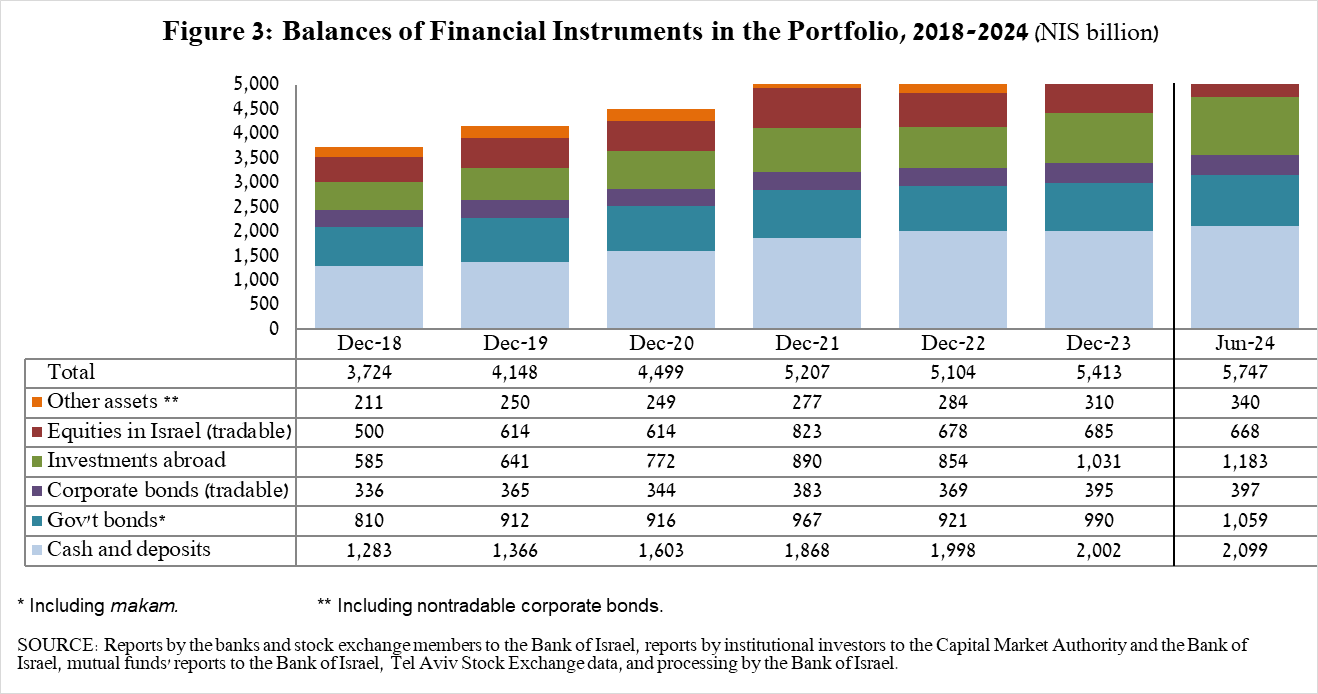 Figure 3: Balances of Financial Instruments in the Portfolio, 2018-2024 (NIS billion)
5,000
4,500
4,000
3,500
3,000
2,500
2,000
1,500
1,000
500
0
Dec-18 Dec-19 Dec-20 Dec-21 Dec-22 Dec-23 Jun-24
Total 3,724 4,148 4,499 5,207 5,104 5,413 5,747
Other assets ** 211 250 249 277 284 310 340
Equities in Israel (tradable) 500 614 614 823 678 685 668
Investments abroad 585 641 772 890 854 1,031 1,183
Corporate bonds (tradable) 336 365 344 383 369 395 397
Gov't bonds* 810 912 916 967 921 990 1,059
Cash and deposits 1,283 1,366 1,603 1,868 1,998 2,002 2,099
* Including makam. ** Including nontradable corporate bonds.
SOURCE: Reports by the banks and stock exchange members to the Bank of Israel, reports by institutional investors to the Capital Market Authority and the Bank of
Israel, mutual funds' reports to the Bank of Israel, Tel Aviv Stock Exchange data, and processing by the Bank of Israel.